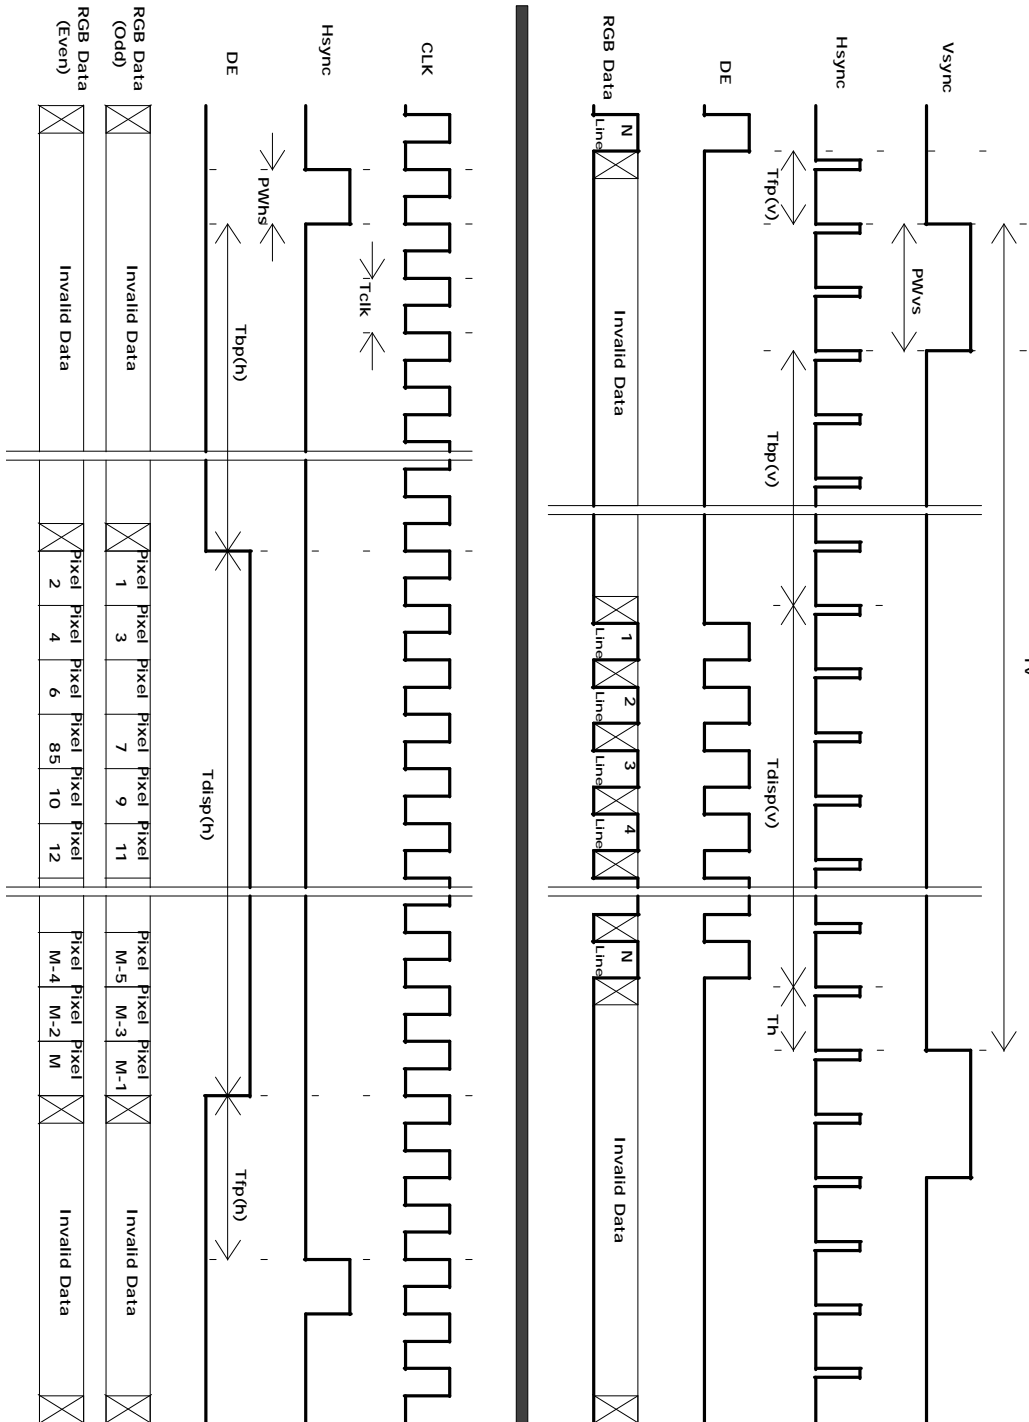 Vsync
Tv
Hsync
PWvs
Tfp(v)
Tbp(v)
Tdisp(v)
Th
DE
RGB Data
N
Line
Invalid Data
1
Line
2
Line
3
Line
4
Line
N
Line
Invalid Data
CLK
Tclk
Hsync
PWhs
DE
Tbp(h)
Tdisp(h)
Tfp(h)
RGB Data
(Odd)
Invalid Data
Pixel Pixel Pixel Pixel Pixel Pixel Pixel Pixel Pixel
1 3 7 9 11 M-5 M-3 M-1
Invalid Data
RGB Data
(Even)
Invalid Data
Pixel Pixel Pixel Pixel Pixel Pixel Pixel Pixel Pixel
2 4 6 85 10 12 M-4 M-2 M
Invalid Data